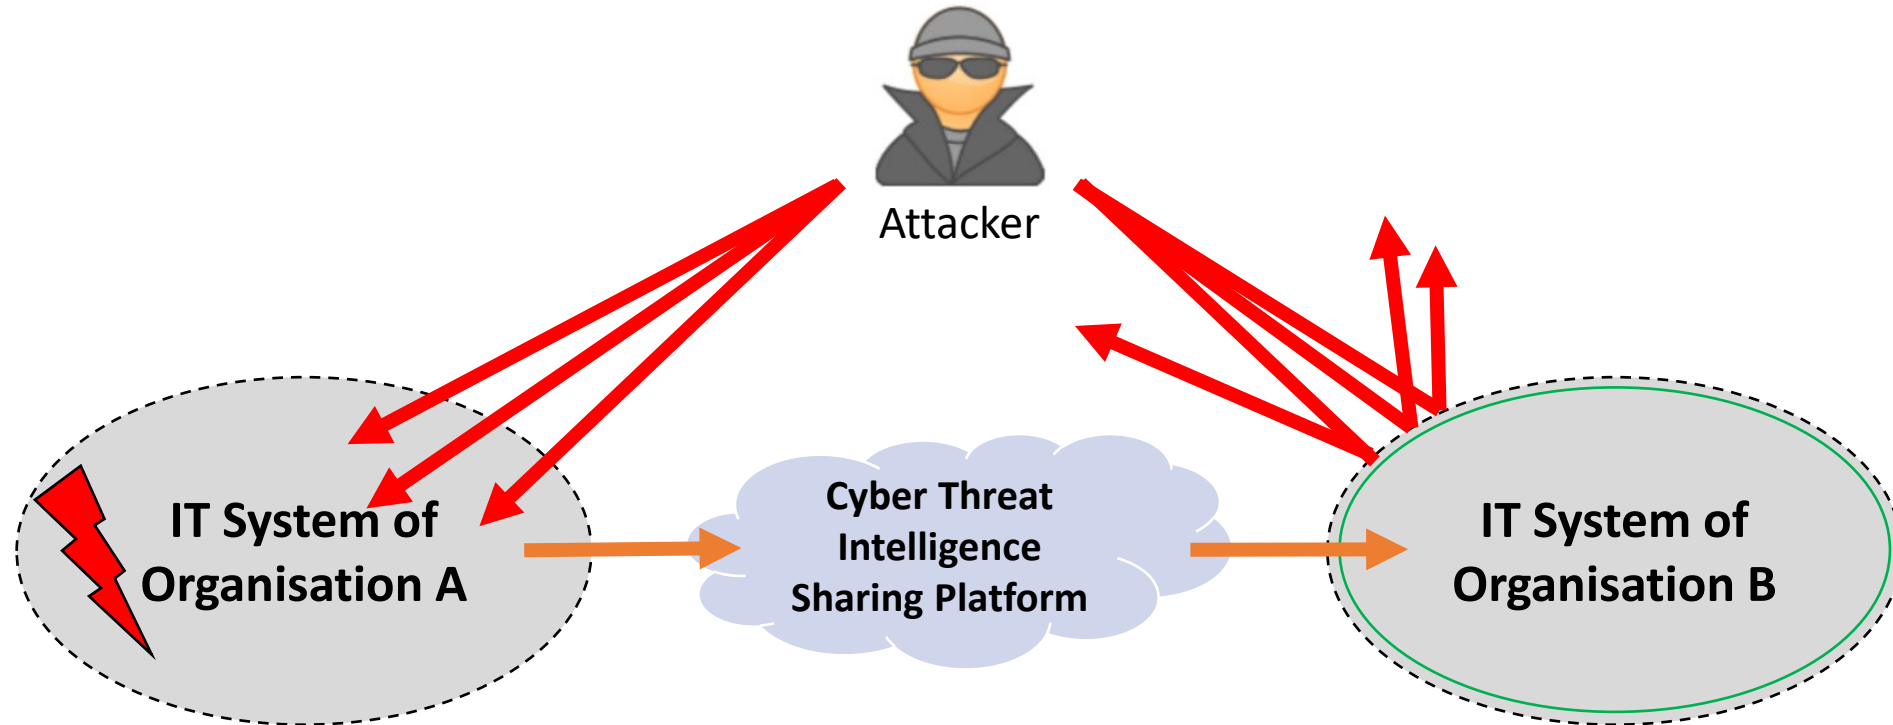 Attacker
IT System of
Organisation A
Cyber Threat
Intelligence
Sharing Platform
IT System of
Organisation B